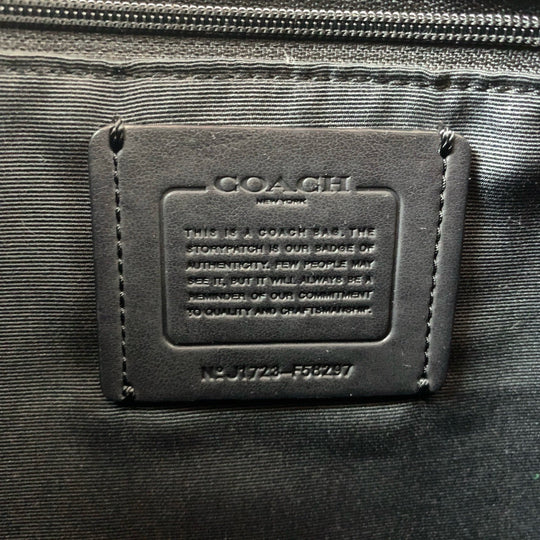 COACH
NEW YORK
THIS IS A COACH BAG. THE
STORYPATCH IS OUR BADGE OF
AUTHENTICITY. FEW PEOPLE MAY
SEE IT, BUT IT WILL ALWAYS BE A
REMINDER OF OUR COMMITMENT
TO QUALITY AND CRAFTSMANSHIP.
No J1723-F58297